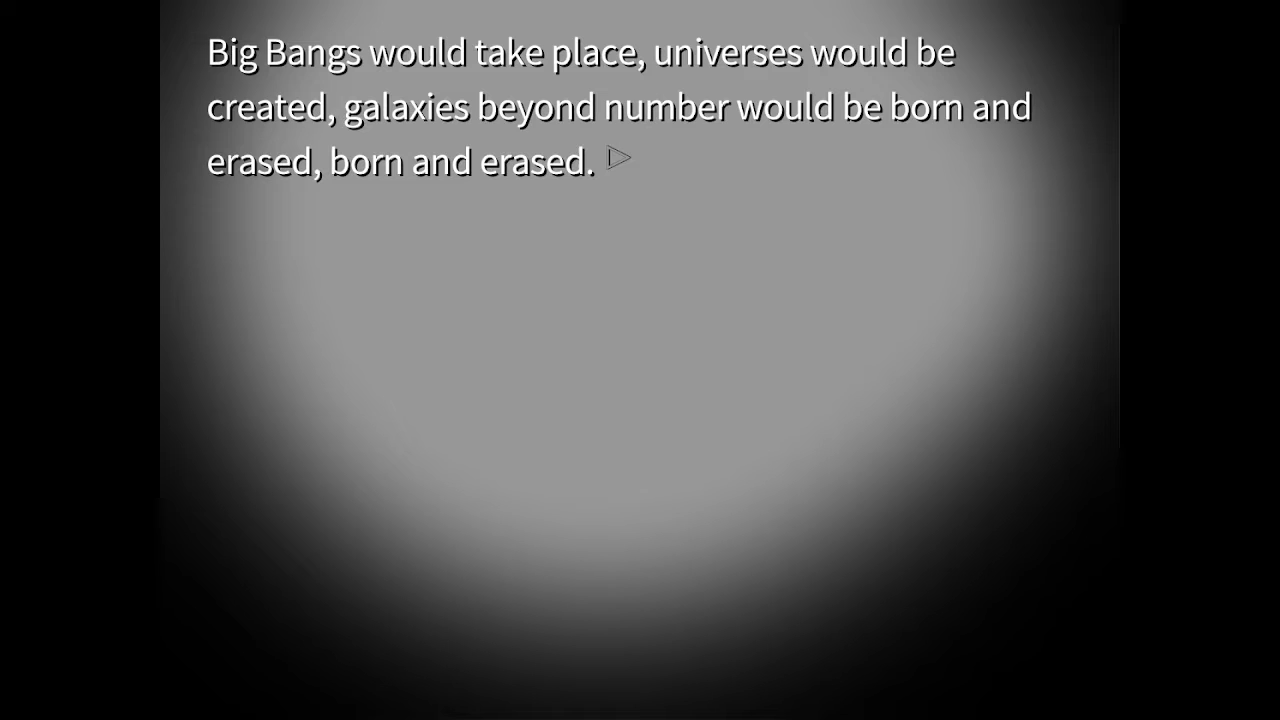 Big Bangs would take place, universes would be
created, galaxies beyond number would be born and
erased, born and erased.